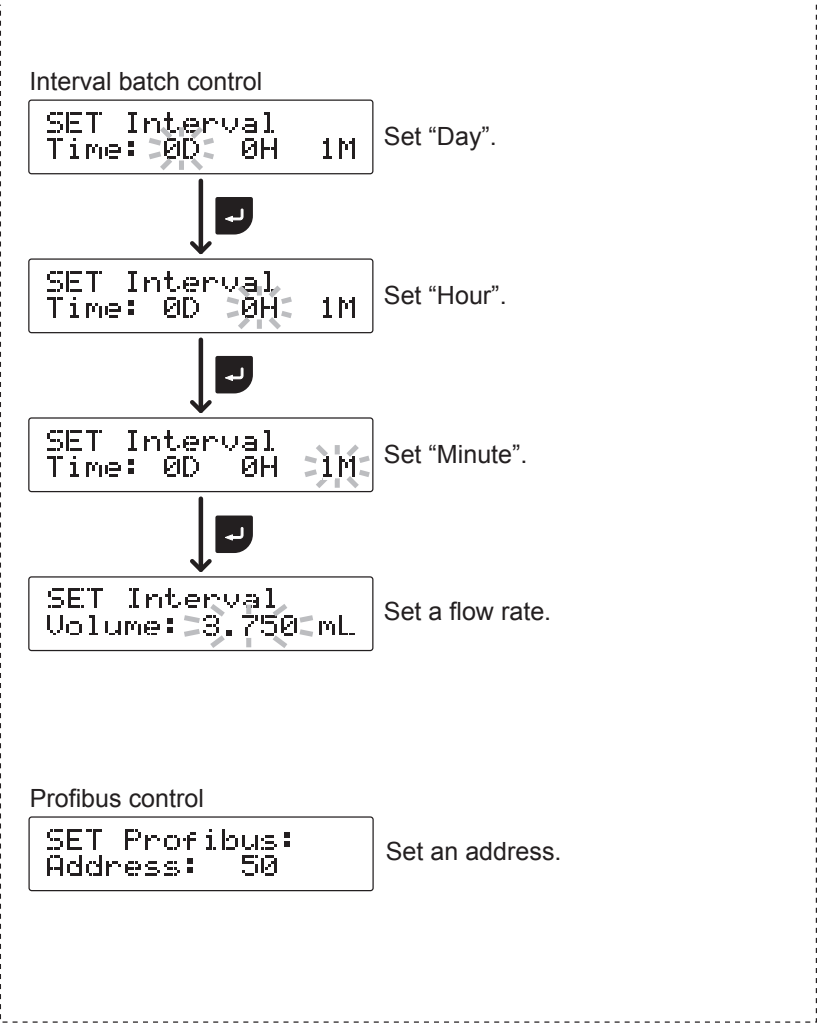 Interval batch control
SET Interval
Time: 0D 0H 1M
Set “Day”.
SET Interval
Time: 0D 0H 1M
Set “Hour”.
SET Interval
Time: 0D 0H 1M
Set “Minute”.
SET Interval
Volume: 3.750 mL
Set a flow rate.
Profibus control
SET Profibus:
Address: 50
Set an address.